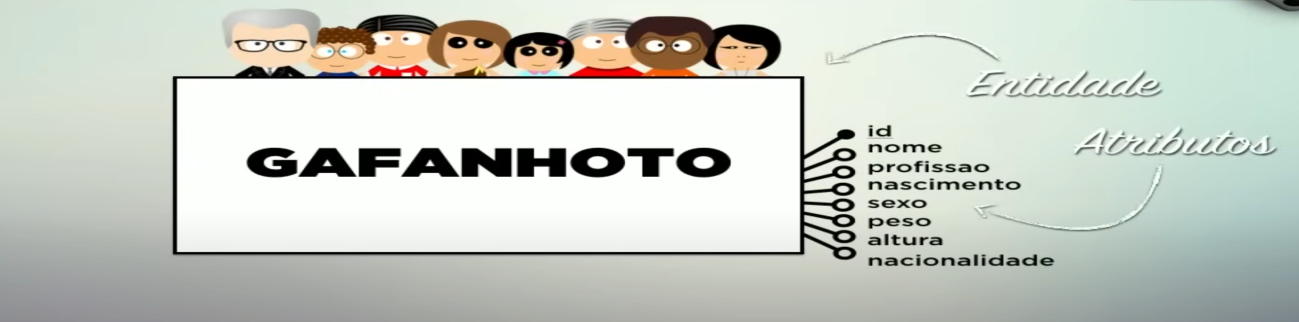 GAFANHOTO
Entidade
Atributos
id
nome
profissao
nascimento
sexo
peso
altura
nacionalidade